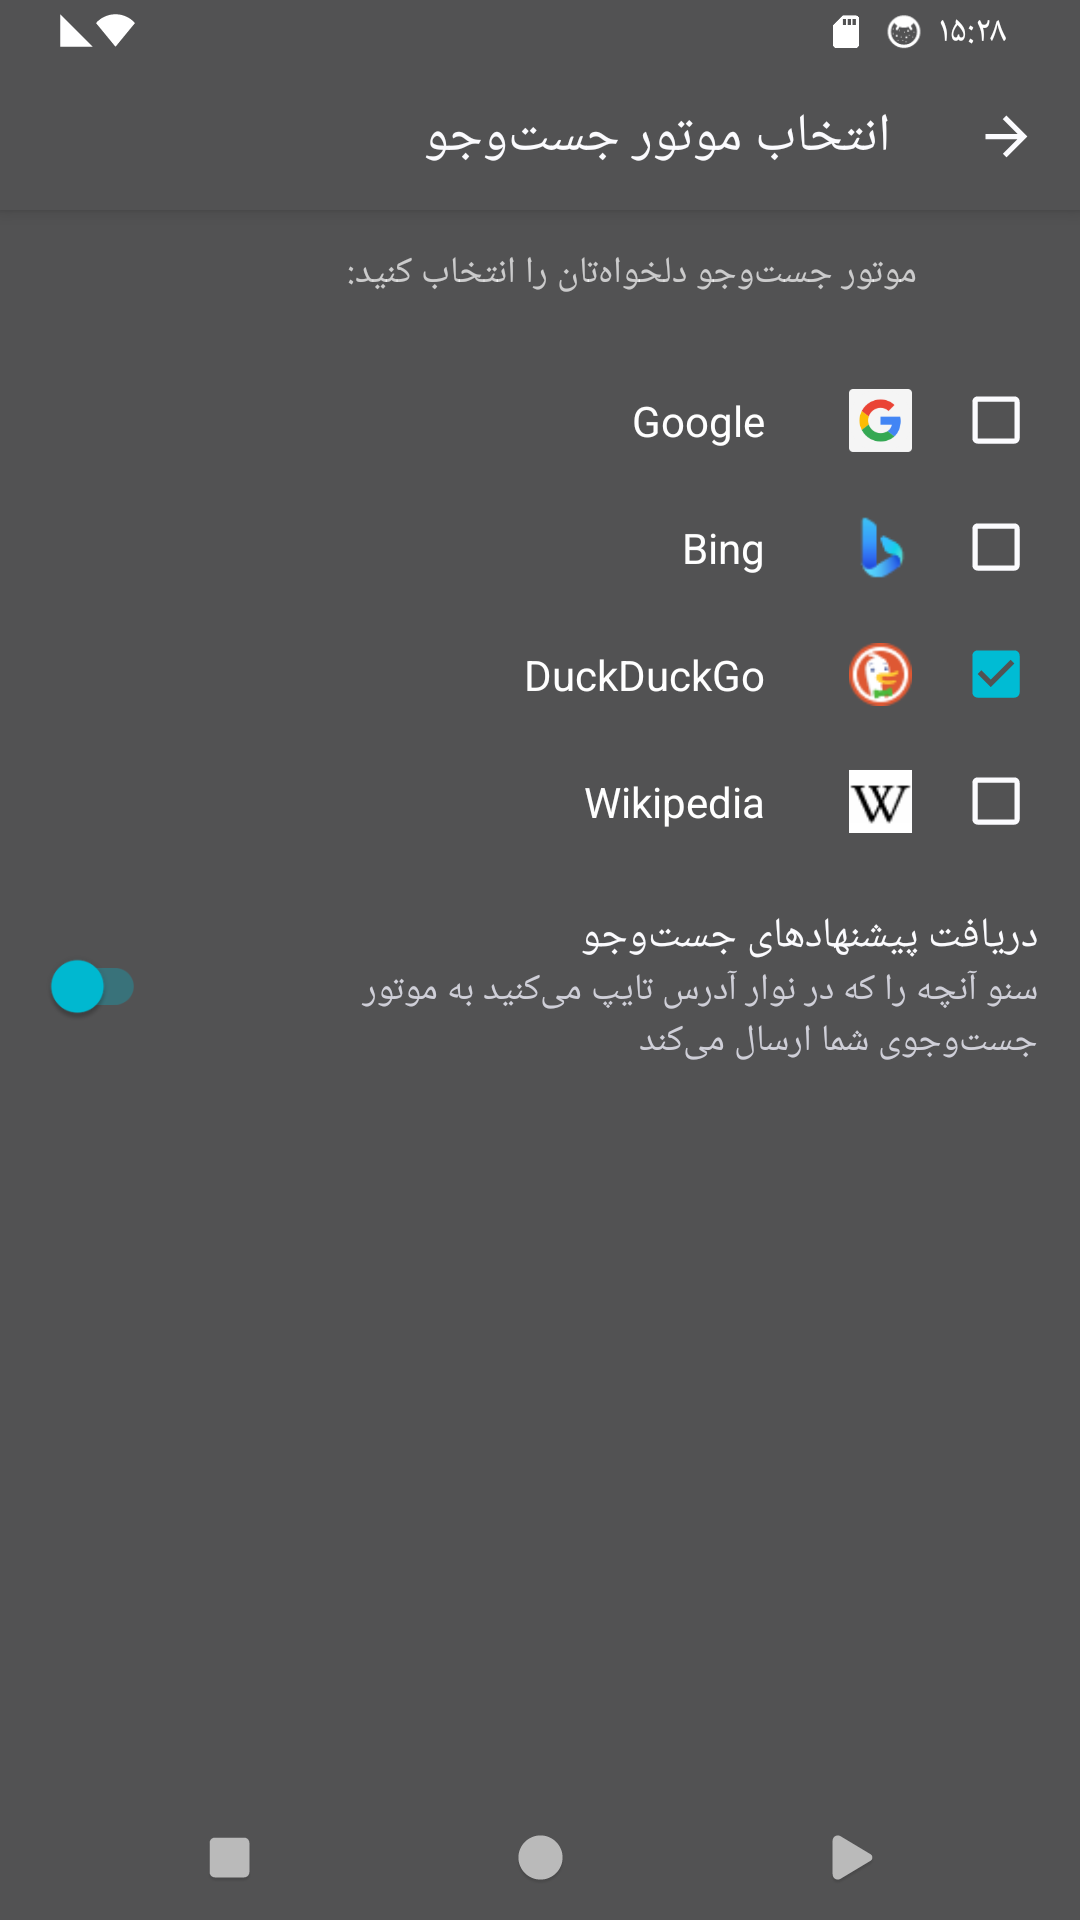 ۱۵:۲۸
انتخاب موتور جست‌وجو
موتور جست‌وجو دلخواه‌تان را انتخاب کنید:
Google
Bing
DuckDuckGo
W Wikipedia
دریافت پیشنهادهای جست‌وجو
سنو آنچه را که در نوار آدرس تایپ می‌کنید به موتور
جست‌وجوی شما ارسال می‌کند